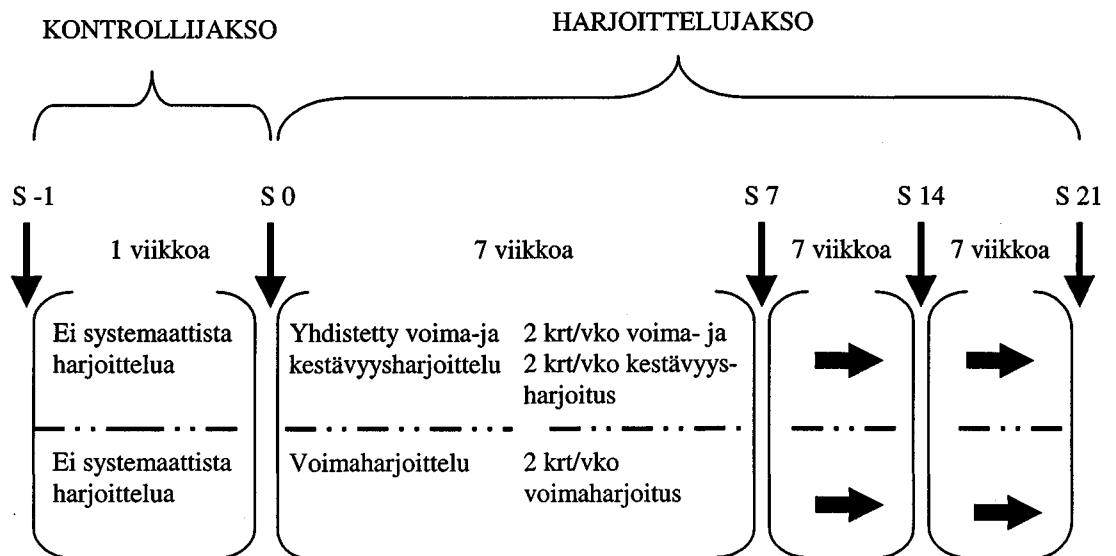 KONTROLLIJAKSO
HARJOITTELUJAKSO
S -1
S 0
S 7
S 14
S 21
1 viikkoa
7 viikkoa
7 viikkoa
7 viikkoa
Ei systemaattista
harjoittelua
Yhdistetty voima-ja
kestävyysharjoittelu
2 krt/vko voima- ja
2 krt/vko kestävyys-
harjoitus
Ei systemaattista
harjoittelua
Voimaharjoittelu
2 krt/vko
voimaharjoitus